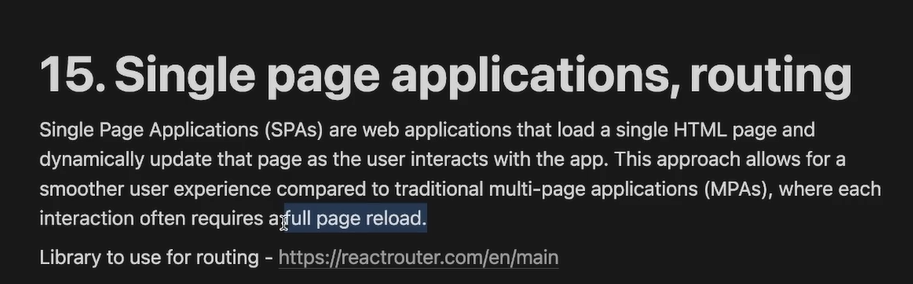 15. Single page applications, routing
Single Page Applications (SPAs) are web applications that load a single HTML page and
dynamically update that page as the user interacts with the app. This approach allows for a
smoother user experience compared to traditional multi-page applications (MPAs), where each
interaction often requires a full page reload.
Library to use for routing - https://reactrouter.com/en/main